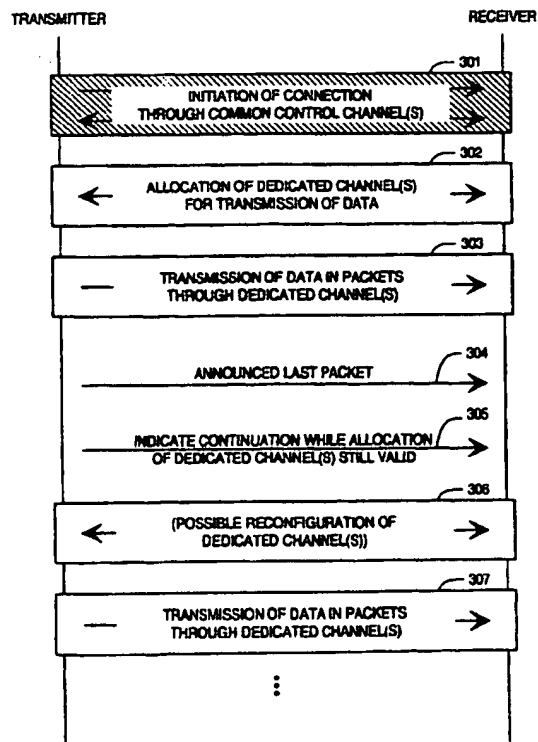 TRANSMITTER
RECEIVER
301
INITIATION OF CONNECTION
THROUGH COMMON CONTROL CHANNEL(S)
302
ALLOCATION OF DEDICATED CHANNEL(S)
FOR TRANSMISSION OF DATA
303
TRANSMISSION OF DATA IN PACKETS
THROUGH DEDICATED CHANNEL(S)
304
ANNOUNCED LAST PACKET
305
INDICATE CONTINUATION WHILE ALLOCATION
OF DEDICATED CHANNEL(S) STILL VALID
306
(POSSIBLE RECONFIGURATION OF
DEDICATED CHANNEL(S))
307
TRANSMISSION OF DATA IN PACKETS
THROUGH DEDICATED CHANNEL(S)